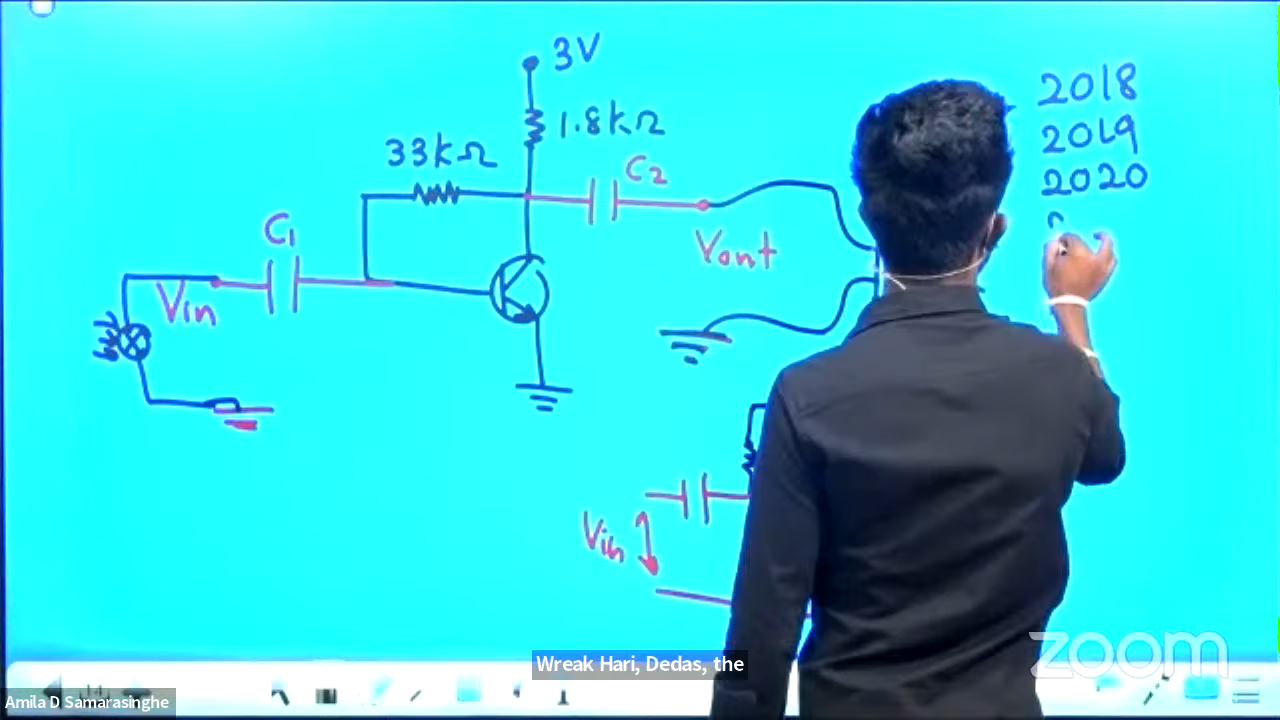 3V
1.8kΩ
33kΩ
C2
C1
Vout
Vin
Vin
2018
2019
2020
zoom
Wreak Hari, Dedas, the
Amila D Samarasinghe